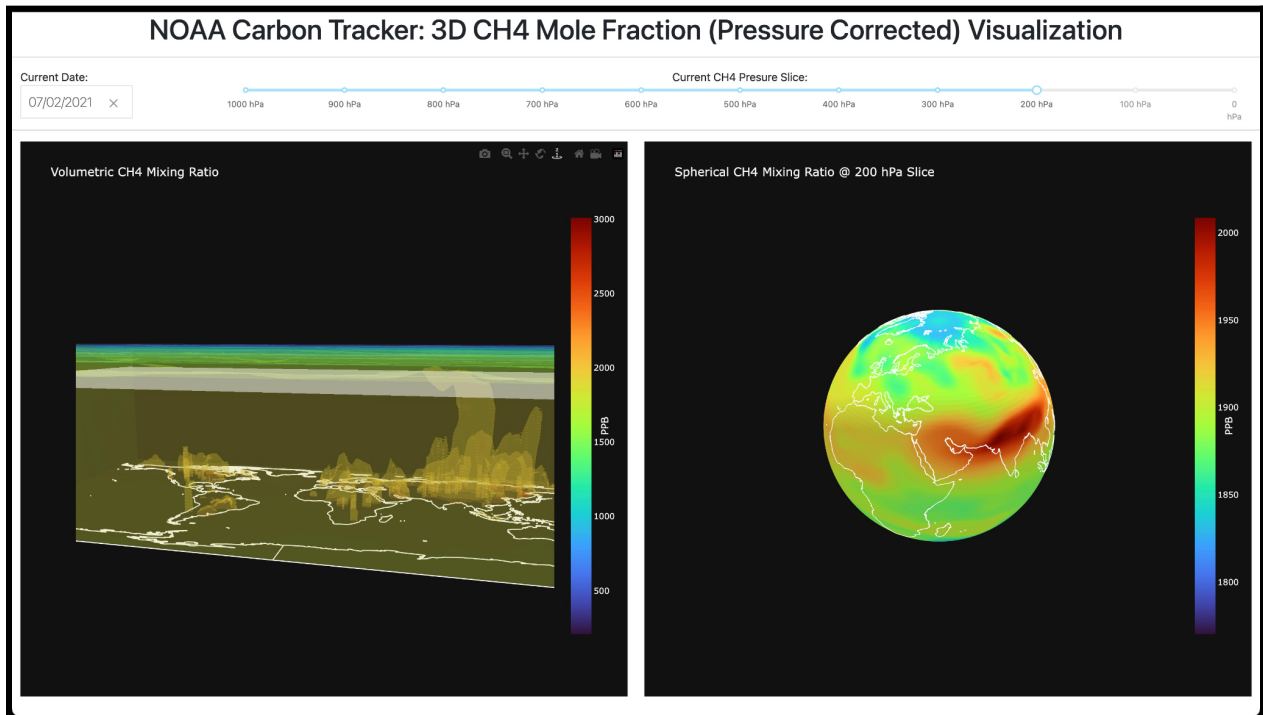 NOAA Carbon Tracker: 3D CH4 Mole Fraction (Pressure Corrected) Visualization
Current Date:
07/02/2021 ×
Current CH4 Presure Slice:
1000 hPa 900 hPa 800 hPa 700 hPa 600 hPa 500 hPa 400 hPa 300 hPa 200 hPa 100 hPa 0
hPa
Volumetric CH4 Mixing Ratio
3000
2500
2000
1500
1000
500
PPB
Spherical CH4 Mixing Ratio @ 200 hPa Slice
2000
1950
1900
1850
1800
PPB